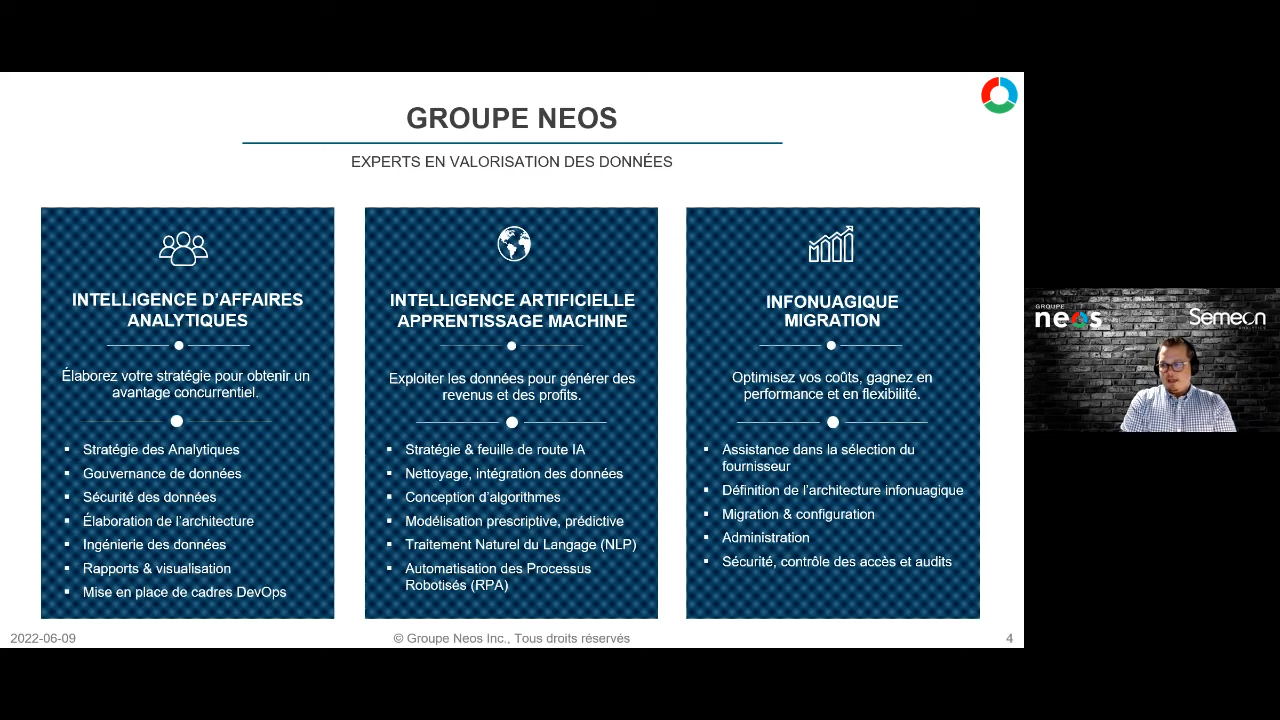 GROUPE NEOS
EXPERTS EN VALORISATION DES DONNÉES
INTELLIGENCE D'AFFAIRES
ANALYTIQUES
Élaborez votre stratégie pour obtenir un
avantage concurrentiel.
▪ Stratégie des Analytiques
▪ Gouvernance de données
▪ Sécurité des données
▪ Élaboration de l'architecture
▪ Ingénierie des données
▪ Rapports & visualisation
▪ Mise en place de cadres DevOps
INTELLIGENCE ARTIFICIELLE
APPRENTISSAGE MACHINE
Exploiter les données pour générer des
revenus et des profits.
▪ Stratégie & feuille de route IA
▪ Nettoyage, intégration des données
▪ Conception d'algorithmes
▪ Modélisation prescriptive, prédictive
▪ Traitement Naturel du Langage (NLP)
▪ Automatisation des Processus
Robotisés (RPA)
INFONUAGIQUE
MIGRATION
Optimisez vos coûts, gagnez en
performance et en flexibilité.
▪ Assistance dans la sélection du
fournisseur
▪ Définition de l'architecture infonuagique
▪ Migration & configuration
▪ Administration
▪ Sécurité, contrôle des accès et audits
2022-06-09
© Groupe Neos Inc., Tous droits réservés
4
GROUPE
neos
Semeon
ANALYTICS